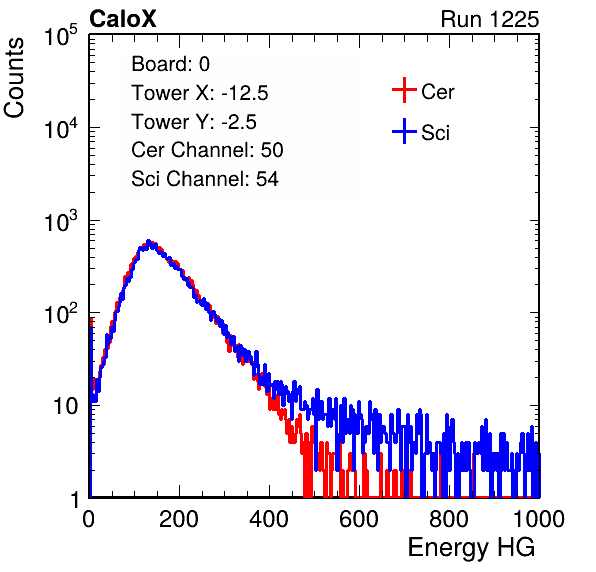 CaloX Run 1225
Counts
Board: 0
Tower X: -12.5
Tower Y: -2.5
Cer Channel: 50
Sci Channel: 54
Cer
Sci
10^5
10^4
10^3
10^2
10
1
0 200 400 600 800 1000
Energy HG